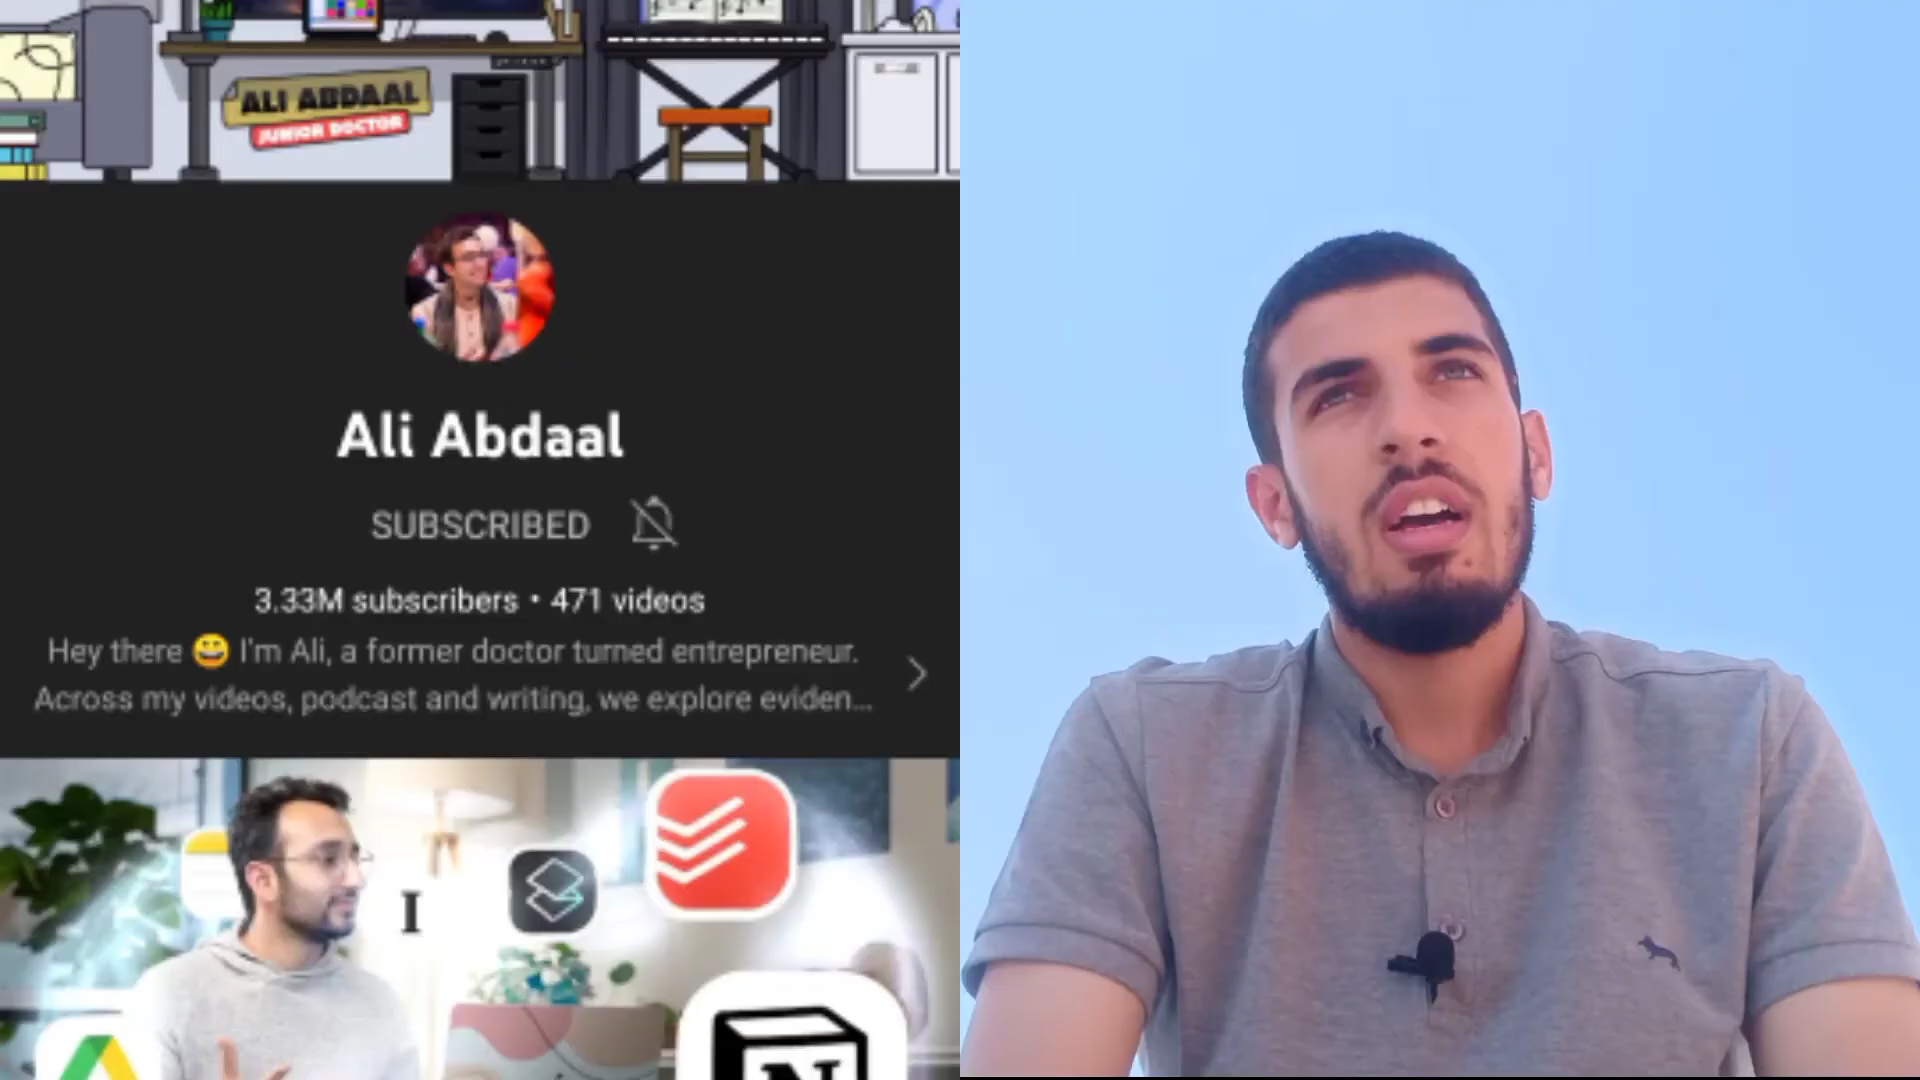 ALI ABDAAL
JUNIOR DOCTOR
Ali Abdaal
SUBSCRIBED
3.33M subscribers • 471 videos
Hey there 😄 I'm Ali, a former doctor turned entrepreneur.
Across my videos, podcast and writing, we explore eviden...
I
N